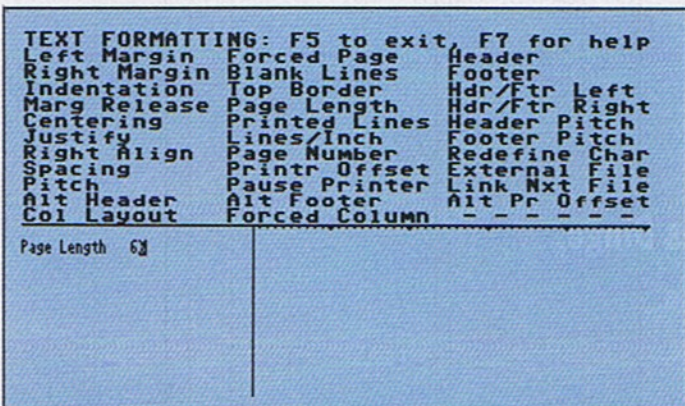 TEXT FORMATTING: F5 to exit, F7 for help
Left Margin Forced Page Header
Right Margin Blank Lines Footer
Indentation Top Border Hdr/Ftr Left
Marg Release Page Length Hdr/Ftr Right
Centering Printed Lines Header Pitch
Justify Lines/Inch Footer Pitch
Right Align Page Number Redefine Char
Spacing Printr Offset External File
Pitch Pause Printer Link Nxt File
Alt Header Alt Footer Alt Pr Offset
Col Layout Forced Column - - - - - -
Page Length